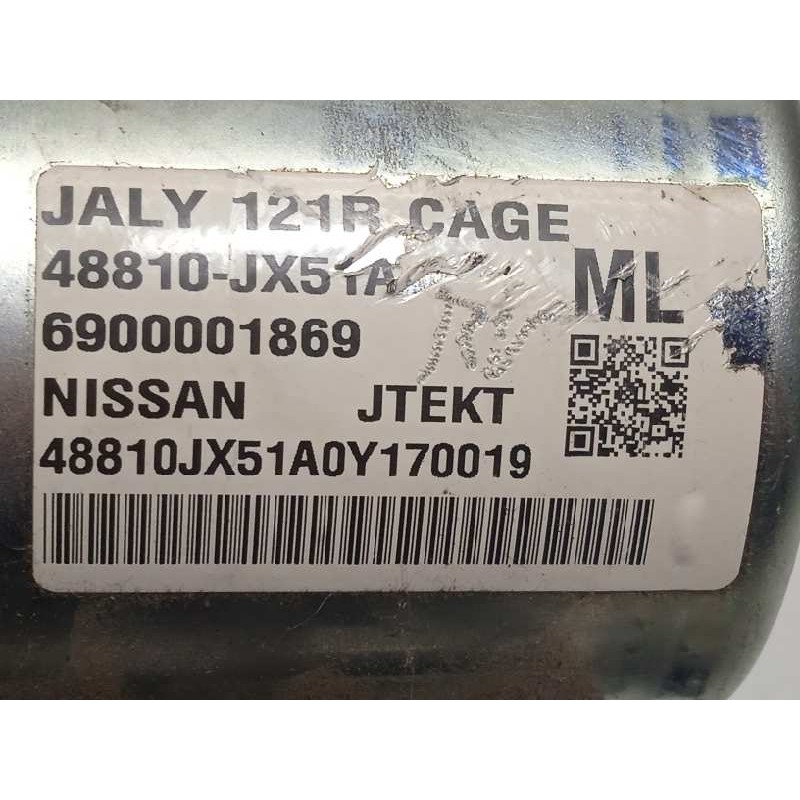 JALY 121R CAGE
48810-JX51A
ML
6900001869
NISSAN JTEKT
48810JX51A0Y170019